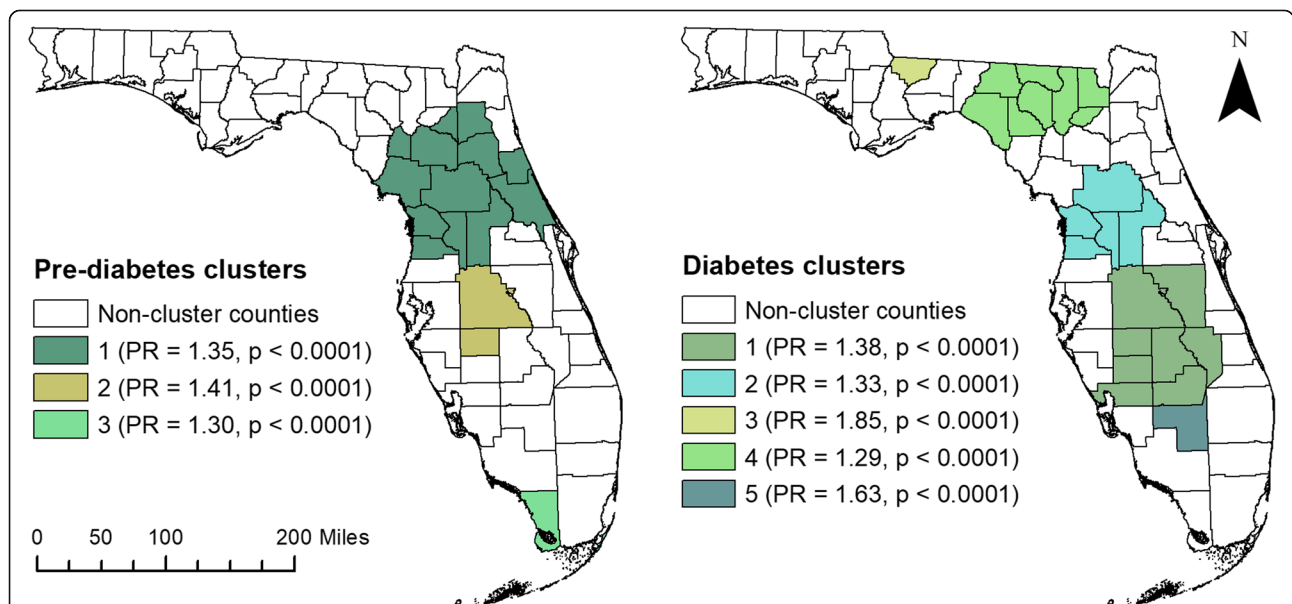 N
Pre-diabetes clusters
Non-cluster counties
1 (PR = 1.35, p < 0.0001)
2 (PR = 1.41, p < 0.0001)
3 (PR = 1.30, p < 0.0001)
0 50 100 200 Miles
Diabetes clusters
Non-cluster counties
1 (PR = 1.38, p < 0.0001)
2 (PR = 1.33, p < 0.0001)
3 (PR = 1.85, p < 0.0001)
4 (PR = 1.29, p < 0.0001)
5 (PR = 1.63, p < 0.0001)